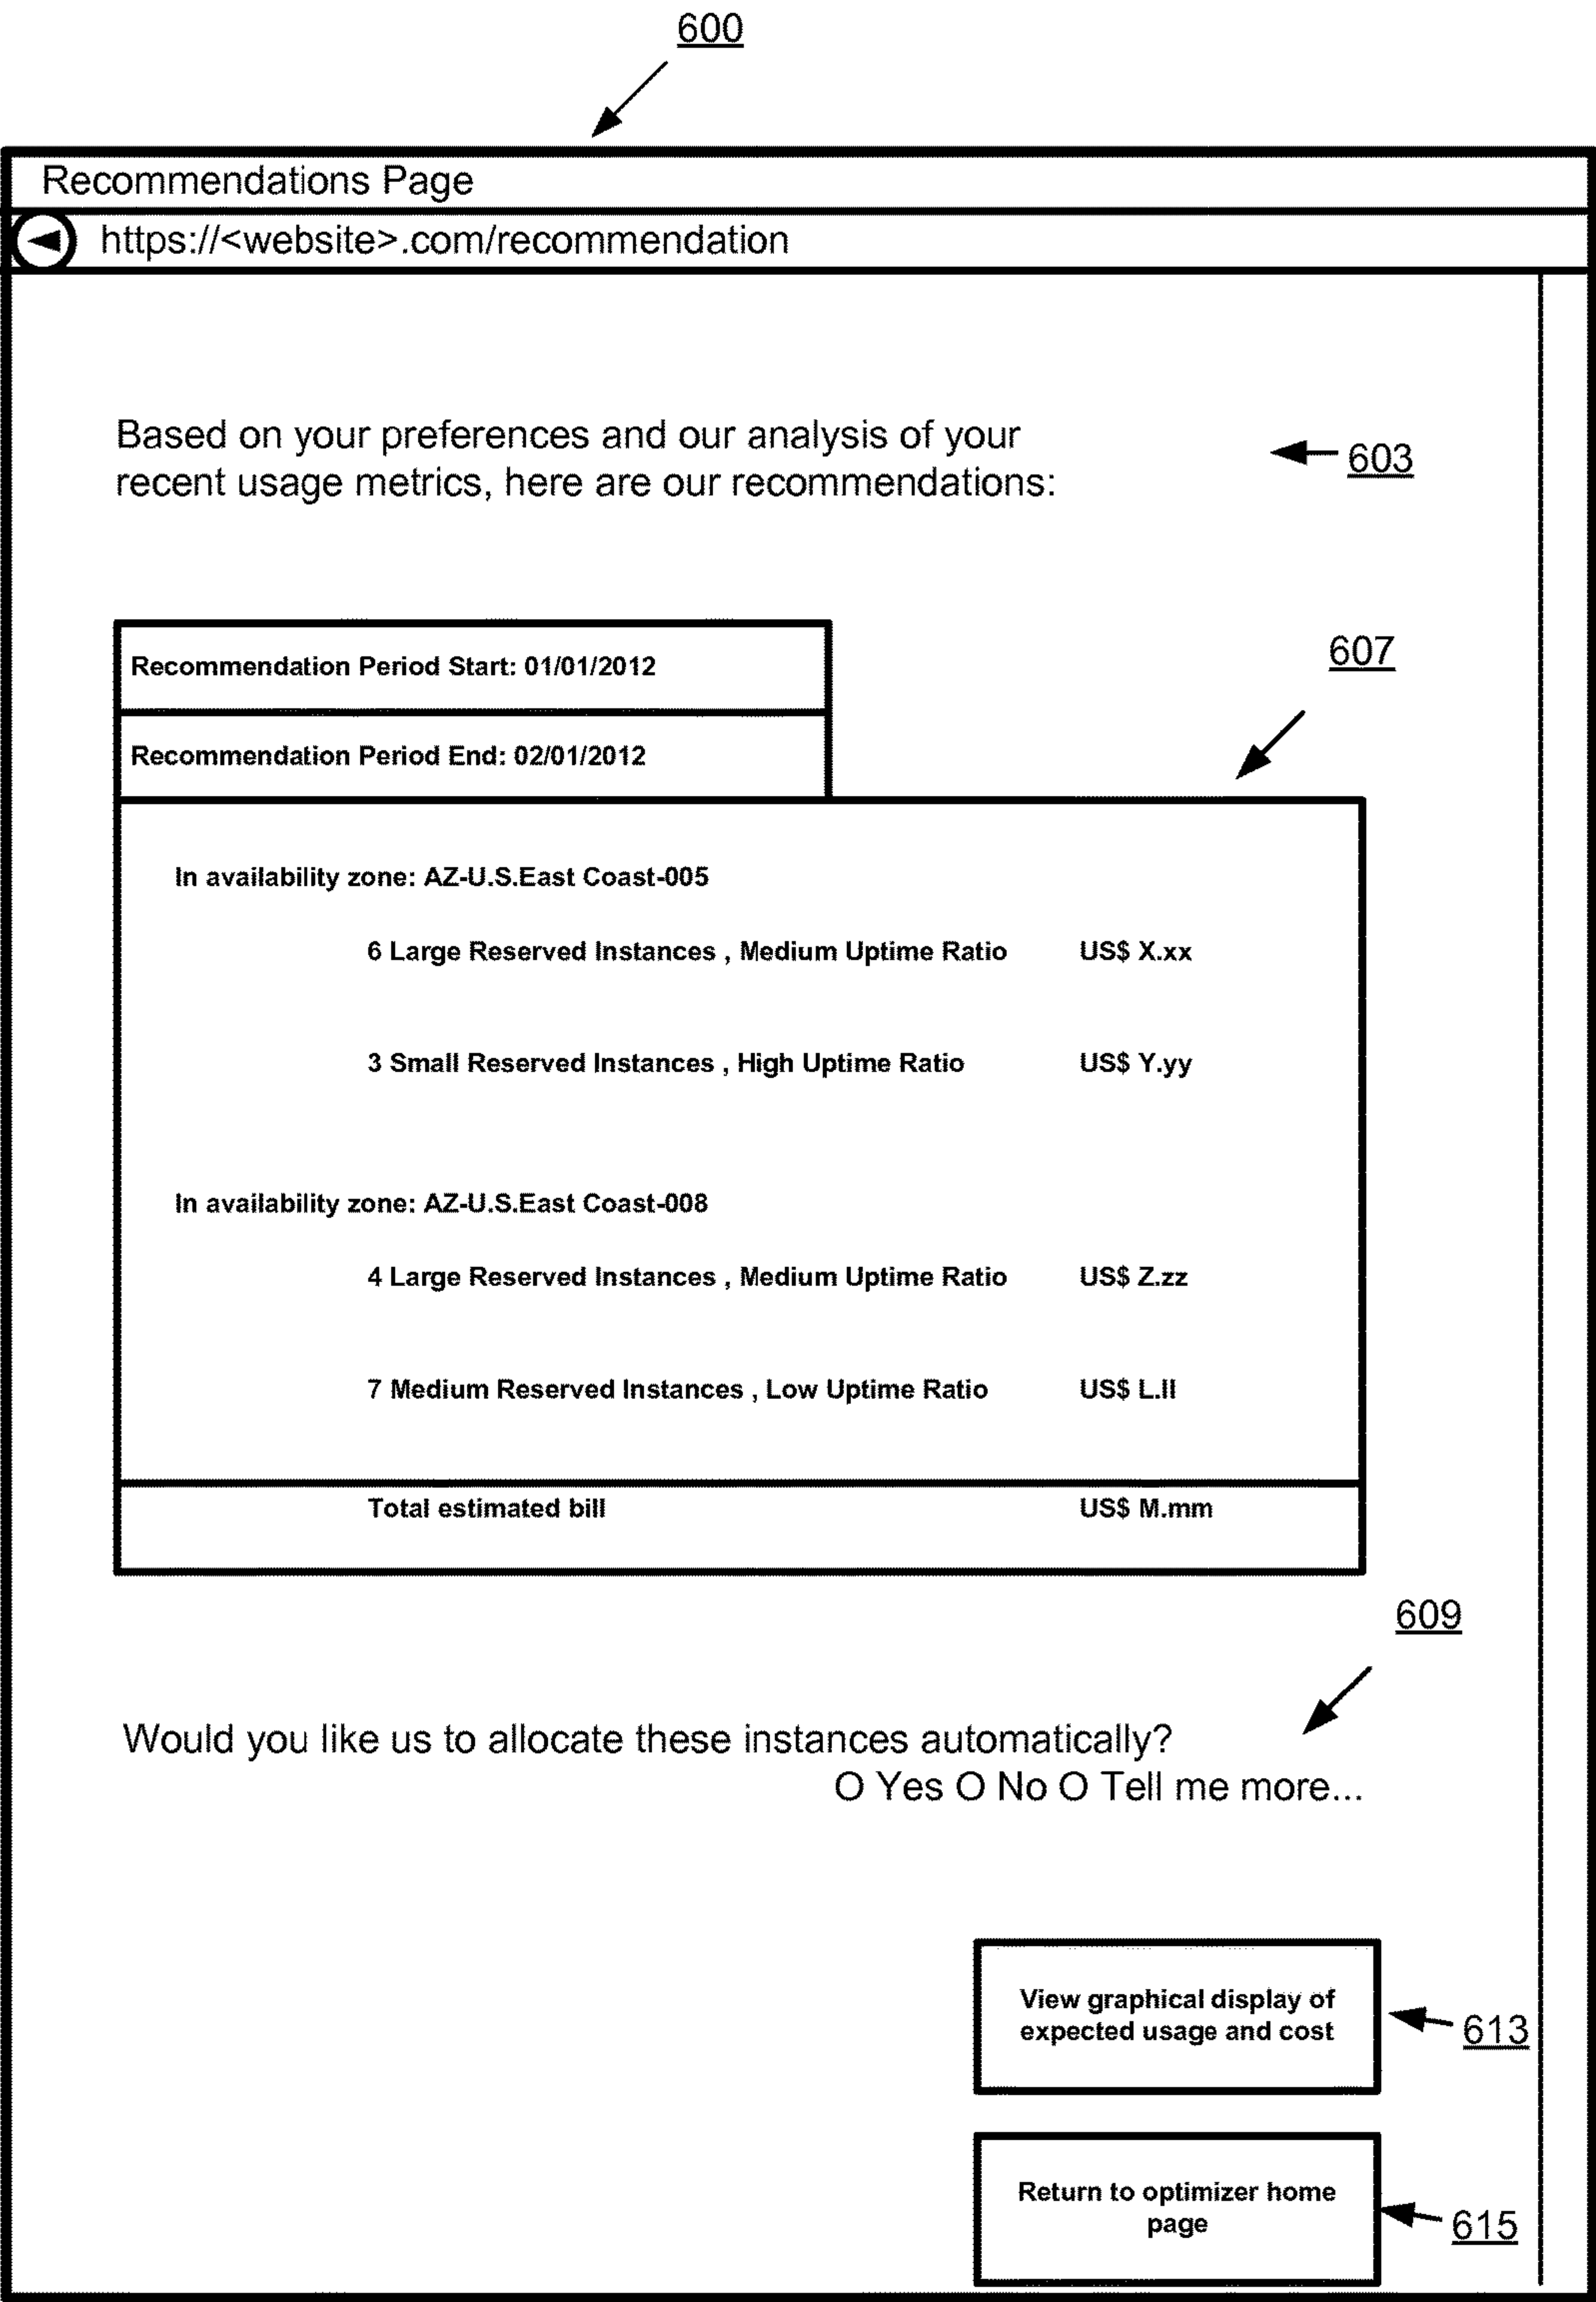 600
Recommendations Page
https://<website>.com/recommendation
Based on your preferences and our analysis of your
recent usage metrics, here are our recommendations:
603
Recommendation Period Start: 01/01/2012
607
Recommendation Period End: 02/01/2012
In availability zone: AZ-U.S.East Coast-005
6 Large Reserved Instances , Medium Uptime Ratio US$ X.xx
3 Small Reserved Instances , High Uptime Ratio US$ Y.yy
In availability zone: AZ-U.S.East Coast-008
4 Large Reserved Instances , Medium Uptime Ratio US$ Z.zz
7 Medium Reserved Instances , Low Uptime Ratio US$ L.ll
Total estimated bill US$ M.mm
609
Would you like us to allocate these instances automatically?
O Yes O No O Tell me more...
View graphical display of
expected usage and cost
613
Return to optimizer home
page
615